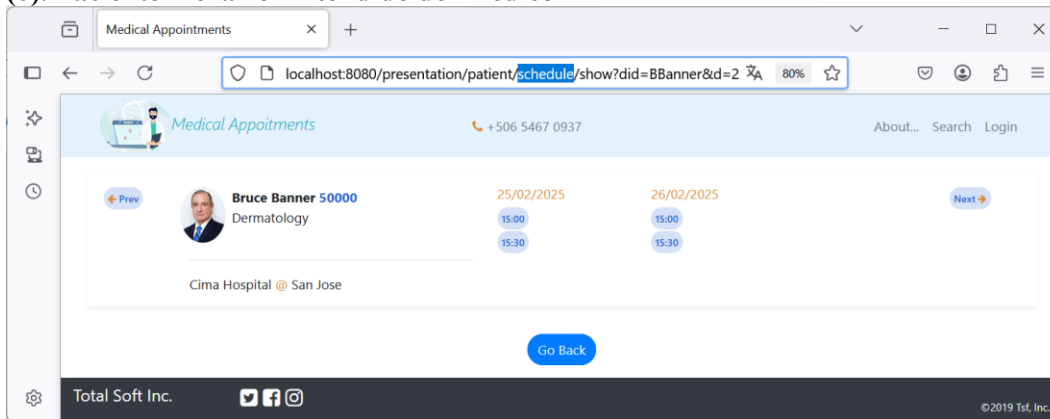 Medical Appointments
localhost:8080/presentation/patient/schedule/show?did=BBanner&d=2
80%
Medical Appoitments
+506 5467 0937
About... Search Login
Prev
Bruce Banner 50000
Dermatology
25/02/2025
15:00
15:30
26/02/2025
15:00
15:30
Next
Cima Hospital @ San Jose
Go Back
Total Soft Inc.
©2019 Tsf, Inc.